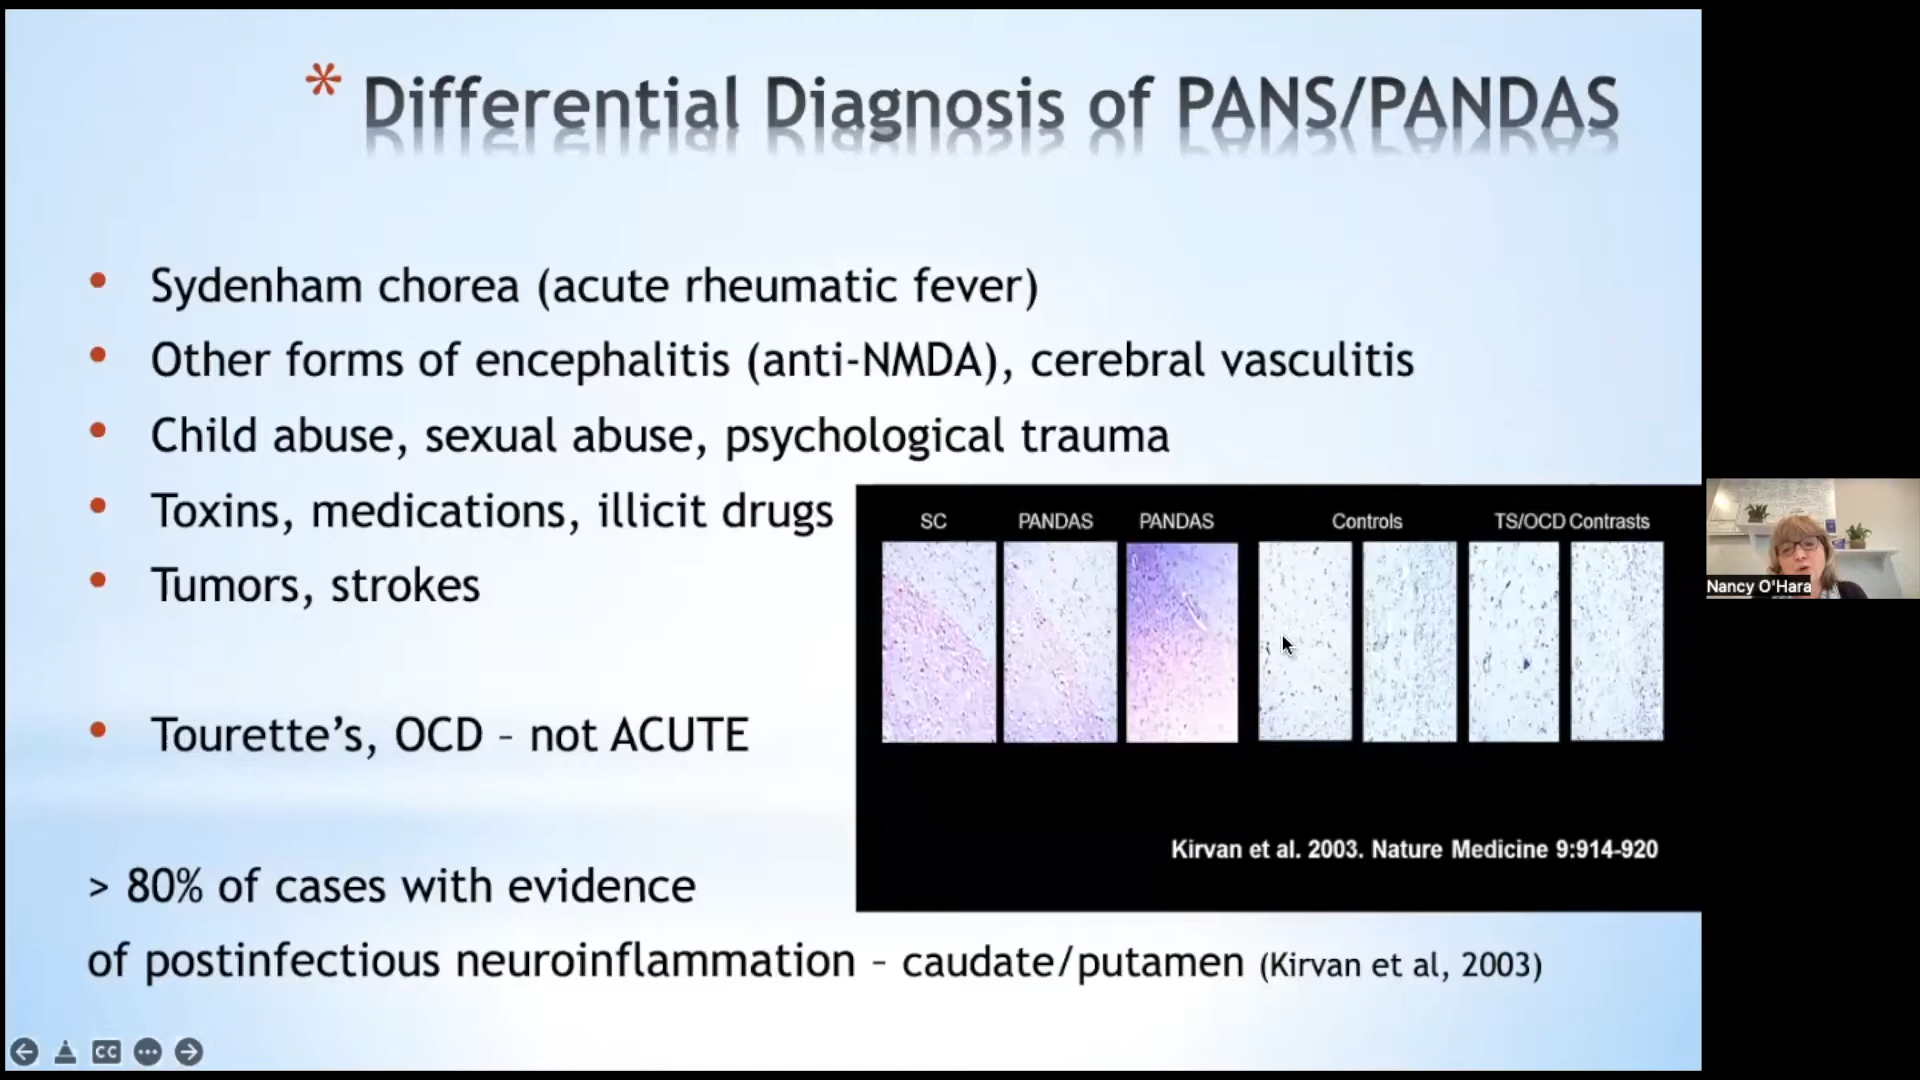 * Differential Diagnosis of PANS/PANDAS
• Sydenham chorea (acute rheumatic fever)
• Other forms of encephalitis (anti-NMDA), cerebral vasculitis
• Child abuse, sexual abuse, psychological trauma
• Toxins, medications, illicit drugs
• Tumors, strokes
• Tourette’s, OCD – not ACUTE
> 80% of cases with evidence
of postinfectious neuroinflammation – caudate/putamen (Kirvan et al, 2003)
SC PANDAS PANDAS Controls TS/OCD Contrasts
Kirvan et al. 2003. Nature Medicine 9:914-920
Nancy O'Hara
CC